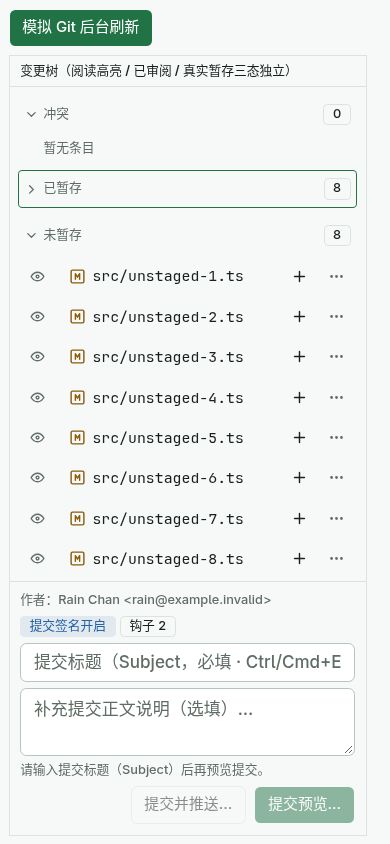 模拟 Git 后台刷新
变更树（阅读高亮 / 已审阅 / 真实暂存三态独立）
冲突 0
暂无条目
已暂存 8
未暂存 8
M src/unstaged-1.ts
M src/unstaged-2.ts
M src/unstaged-3.ts
M src/unstaged-4.ts
M src/unstaged-5.ts
M src/unstaged-6.ts
M src/unstaged-7.ts
M src/unstaged-8.ts
作者：Rain Chan <rain@example.invalid>
提交签名开启 钩子 2
提交标题（Subject，必填 · Ctrl/Cmd+E
补充提交正文说明（选填）...
请输入提交标题（Subject）后再预览提交。
提交并推送... 提交预览...